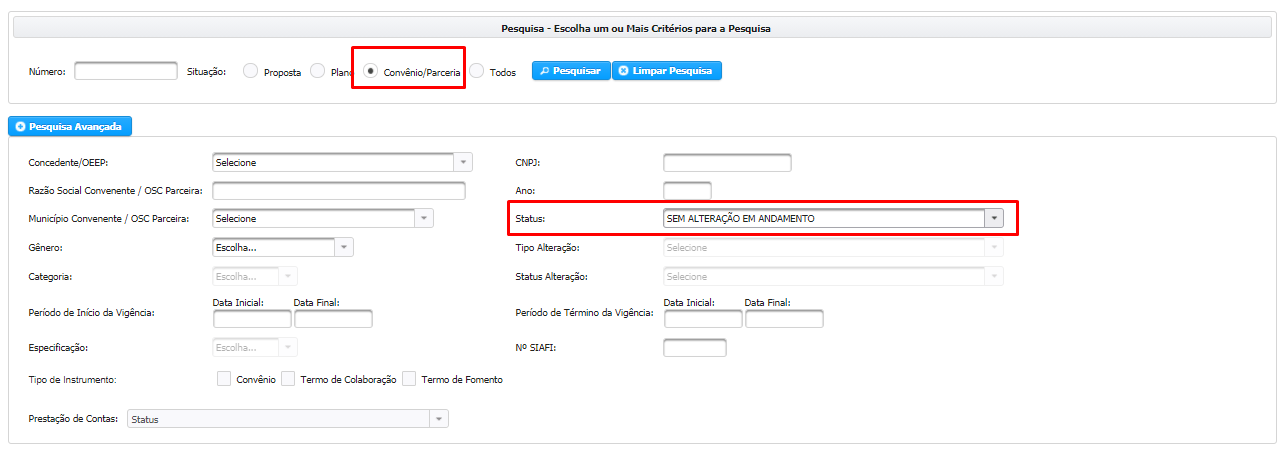 Pesquisa - Escolha um ou Mais Critérios para a Pesquisa
Número: Situação: Proposta Plano Convênio/Parceria Todos Pesquisar Limpar Pesquisa
Pesquisa Avançada
Concedente/OEEP: Selecione CNPJ:
Razão Social Convenente / OSC Parceira: Ano:
Município Convenente / OSC Parceira: Selecione Status: SEM ALTERAÇÃO EM ANDAMENTO
Gênero: Escolha... Tipo Alteração: Selecione
Categoria: Escolha... Status Alteração: Selecione
Data Inicial: Data Final: Data Inicial: Data Final:
Período de Início da Vigência: Período de Término da Vigência:
Especificação: Escolha... Nº SIAFI:
Tipo de Instrumento: Convênio Termo de Colaboração Termo de Fomento
Prestação de Contas: Status